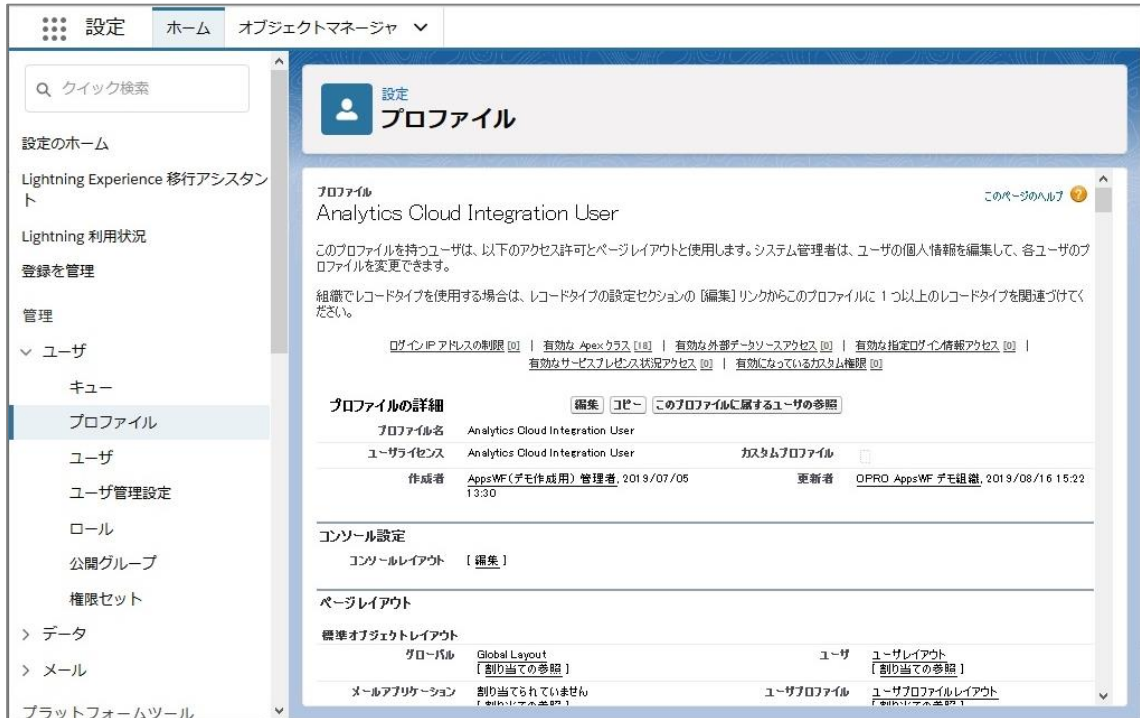 設定
ホーム
オブジェクトマネージャ
クイック検索
設定のホーム
Lightning Experience 移行アシスタン
ト
Lightning 利用状況
登録を管理
管理
ユーザ
キュー
プロファイル
ユーザ
ユーザ管理設定
ロール
公開グループ
権限セット
データ
メール
プラットフォームツール
設定
プロファイル
プロファイル
このページのヘルプ ?
Analytics Cloud Integration User
このプロファイルを持つユーザは、以下のアクセス許可とページレイアウトと使用します。システム管理者は、ユーザの個人情報を編集して、各ユーザのプ
ロファイルを変更できます。
組織でレコードタイプを使用する場合は、レコードタイプの設定セクションの [編集] リンクからこのプロファイルに 1 つ以上のレコードタイプを関連づけてく
ださい。
ログイン IP アドレスの制限 [0] | 有効な Apex クラス [18] | 有効な外部データソースアクセス [0] | 有効な指定ログイン情報アクセス [0] |
有効なサービスプレゼンス状況アクセス [0] | 有効になっているカスタム権限 [0]
プロファイルの詳細 編集 コピー このプロファイルに属するユーザの参照
プロファイル名 Analytics Cloud Integration User
ユーザライセンス Analytics Cloud Integration User カスタムプロファイル
作成者 AppsWF(デモ作成用) 管理者, 2019/07/05 更新者 OPRO AppsWF デモ組織, 2019/08/16 15:22
13:30
コンソール設定
コンソールレイアウト [ 編集 ]
ページレイアウト
標準オブジェクトレイアウト
グローバル Global Layout ユーザ ユーザレイアウト
[ 割り当ての参照 ] [ 割り当ての参照 ]
メールアプリケーション 割り当てられていません ユーザプロファイル ユーザプロファイルレイアウト
[ 割り当ての参照 ] [ 割り当ての参照 ]